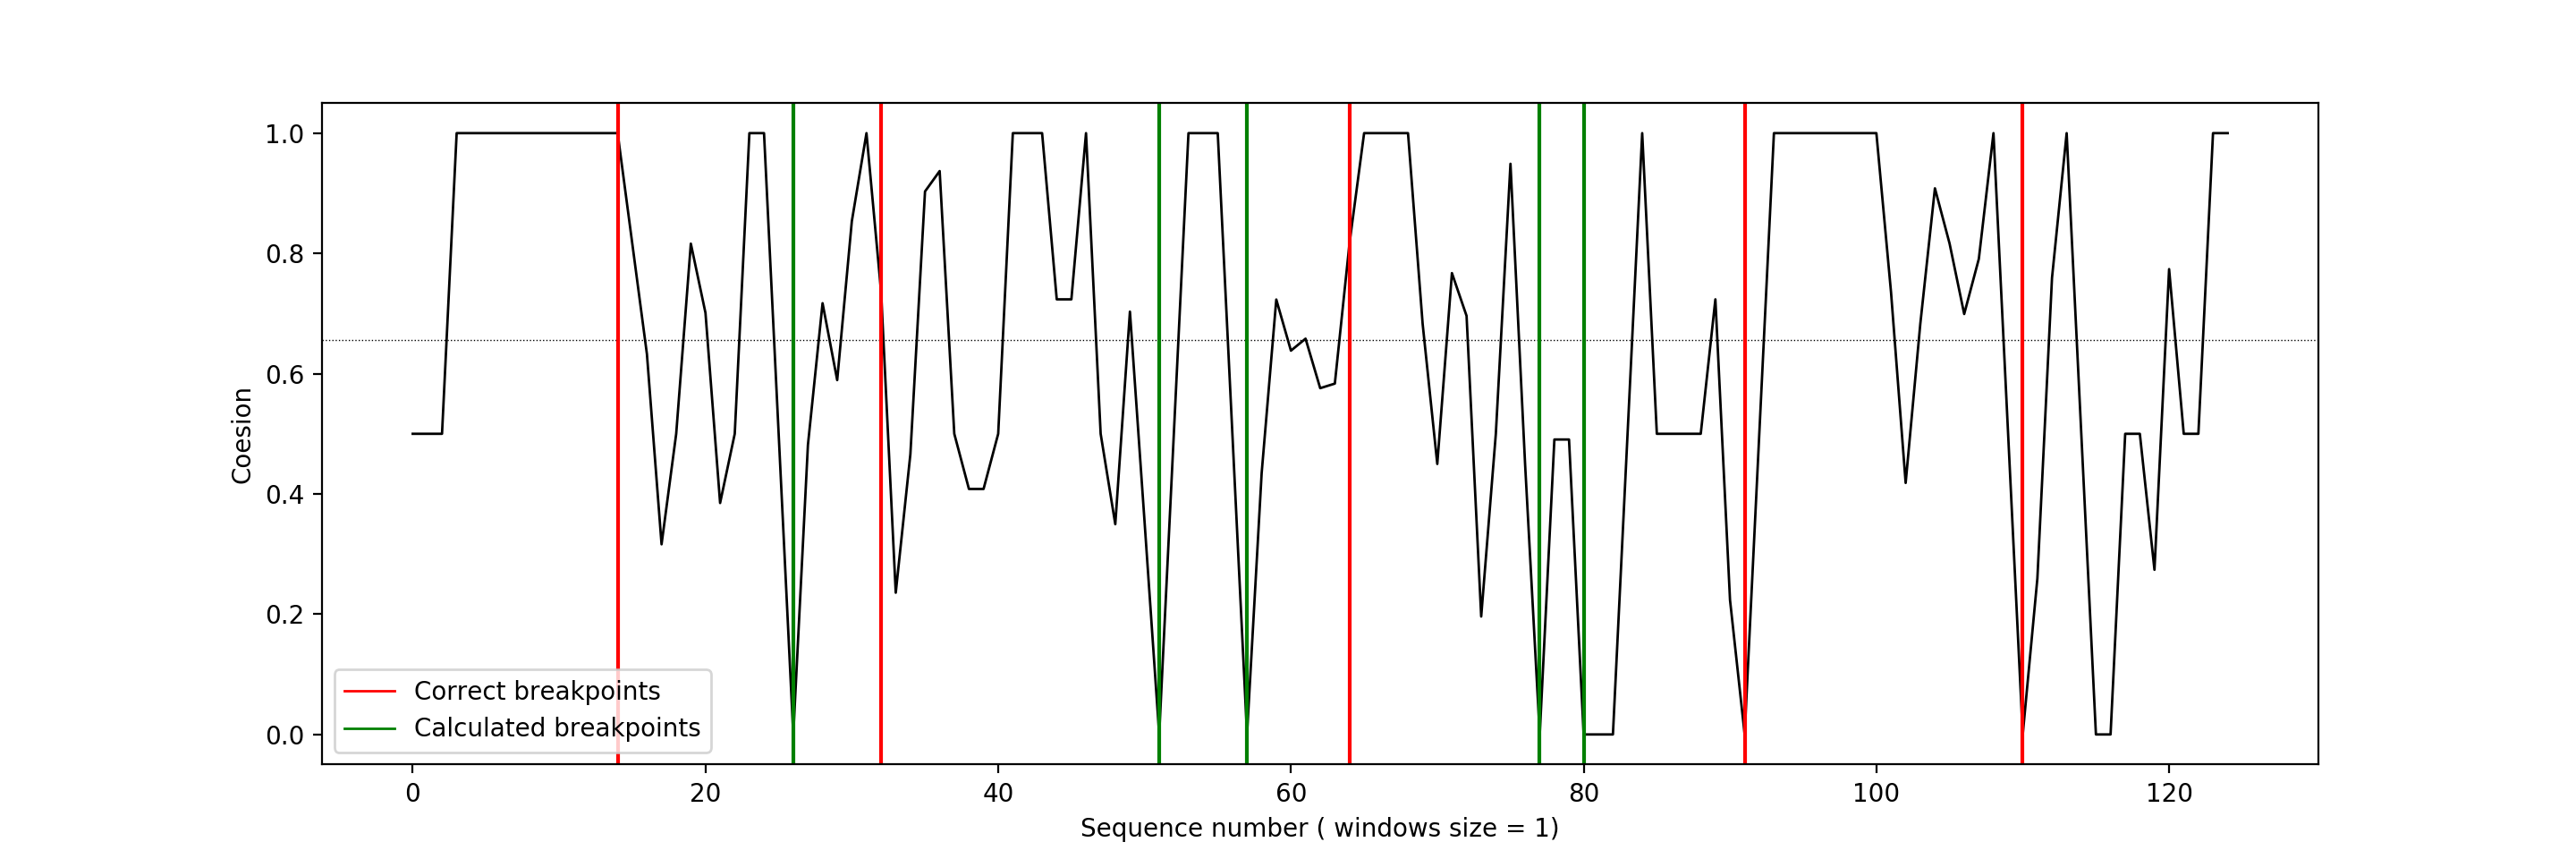 1.0
0.8
0.6
0.4
0.2
0.0
Coesion
Correct breakpoints
Calculated breakpoints
0 20 40 60 80 100 120
Sequence number ( windows size = 1)